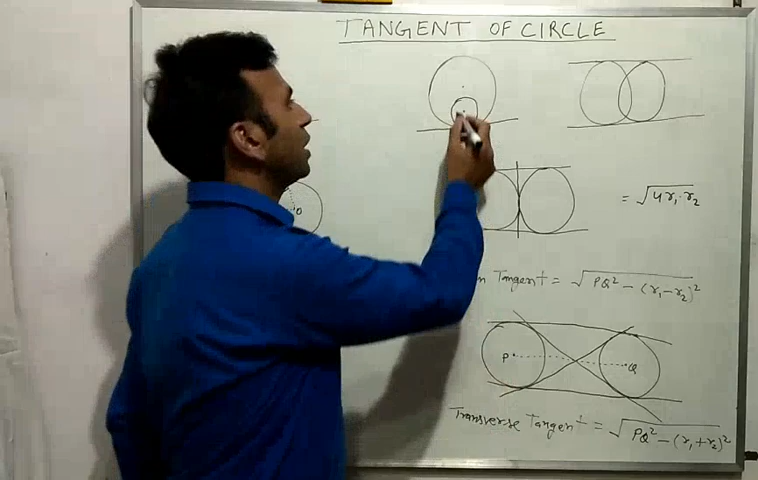 TANGENT OF CIRCLE
O
= √4r₁·r₂
Tangent = √PQ² - (r₁-r₂)²
P Q
Transverse Tangent = √PQ² - (r₁+r₂)²